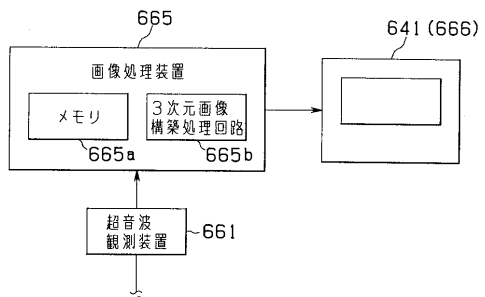 665
641(666)
画像処理装置
メモリ
3次元画像
構築処理回路
665a
665b
超音波
観測装置
661